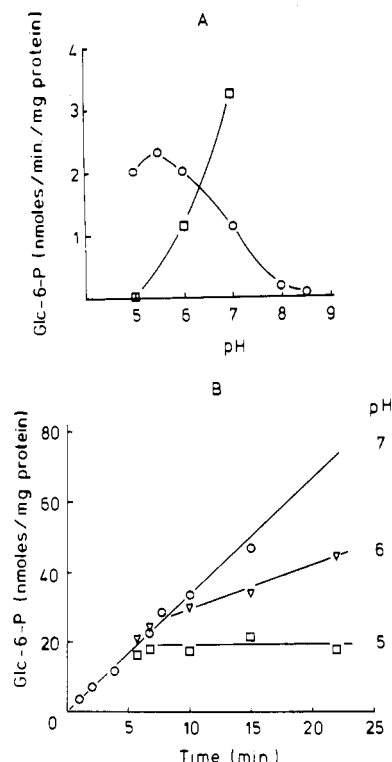 A
Glc-6-P (nmoles/min./mg protein)
4
3
2
1
5 6 7 8 9
pH
B
Glc-6-P (nmoles/mg protein)
pH
80
60
40
20
0
7
6
5
5 10 15 20 25
Time (min.)